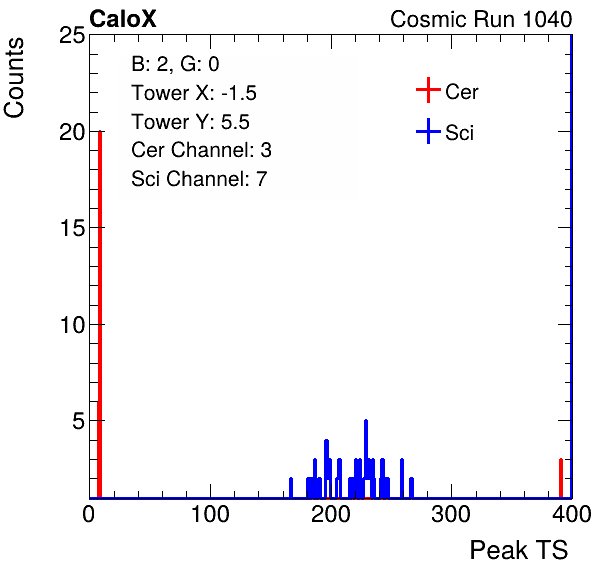 CaloX Cosmic Run 1040
Counts
25
20
15
10
5
B: 2, G: 0
Tower X: -1.5
Tower Y: 5.5
Cer Channel: 3
Sci Channel: 7
Cer
Sci
0 100 200 300 400
Peak TS